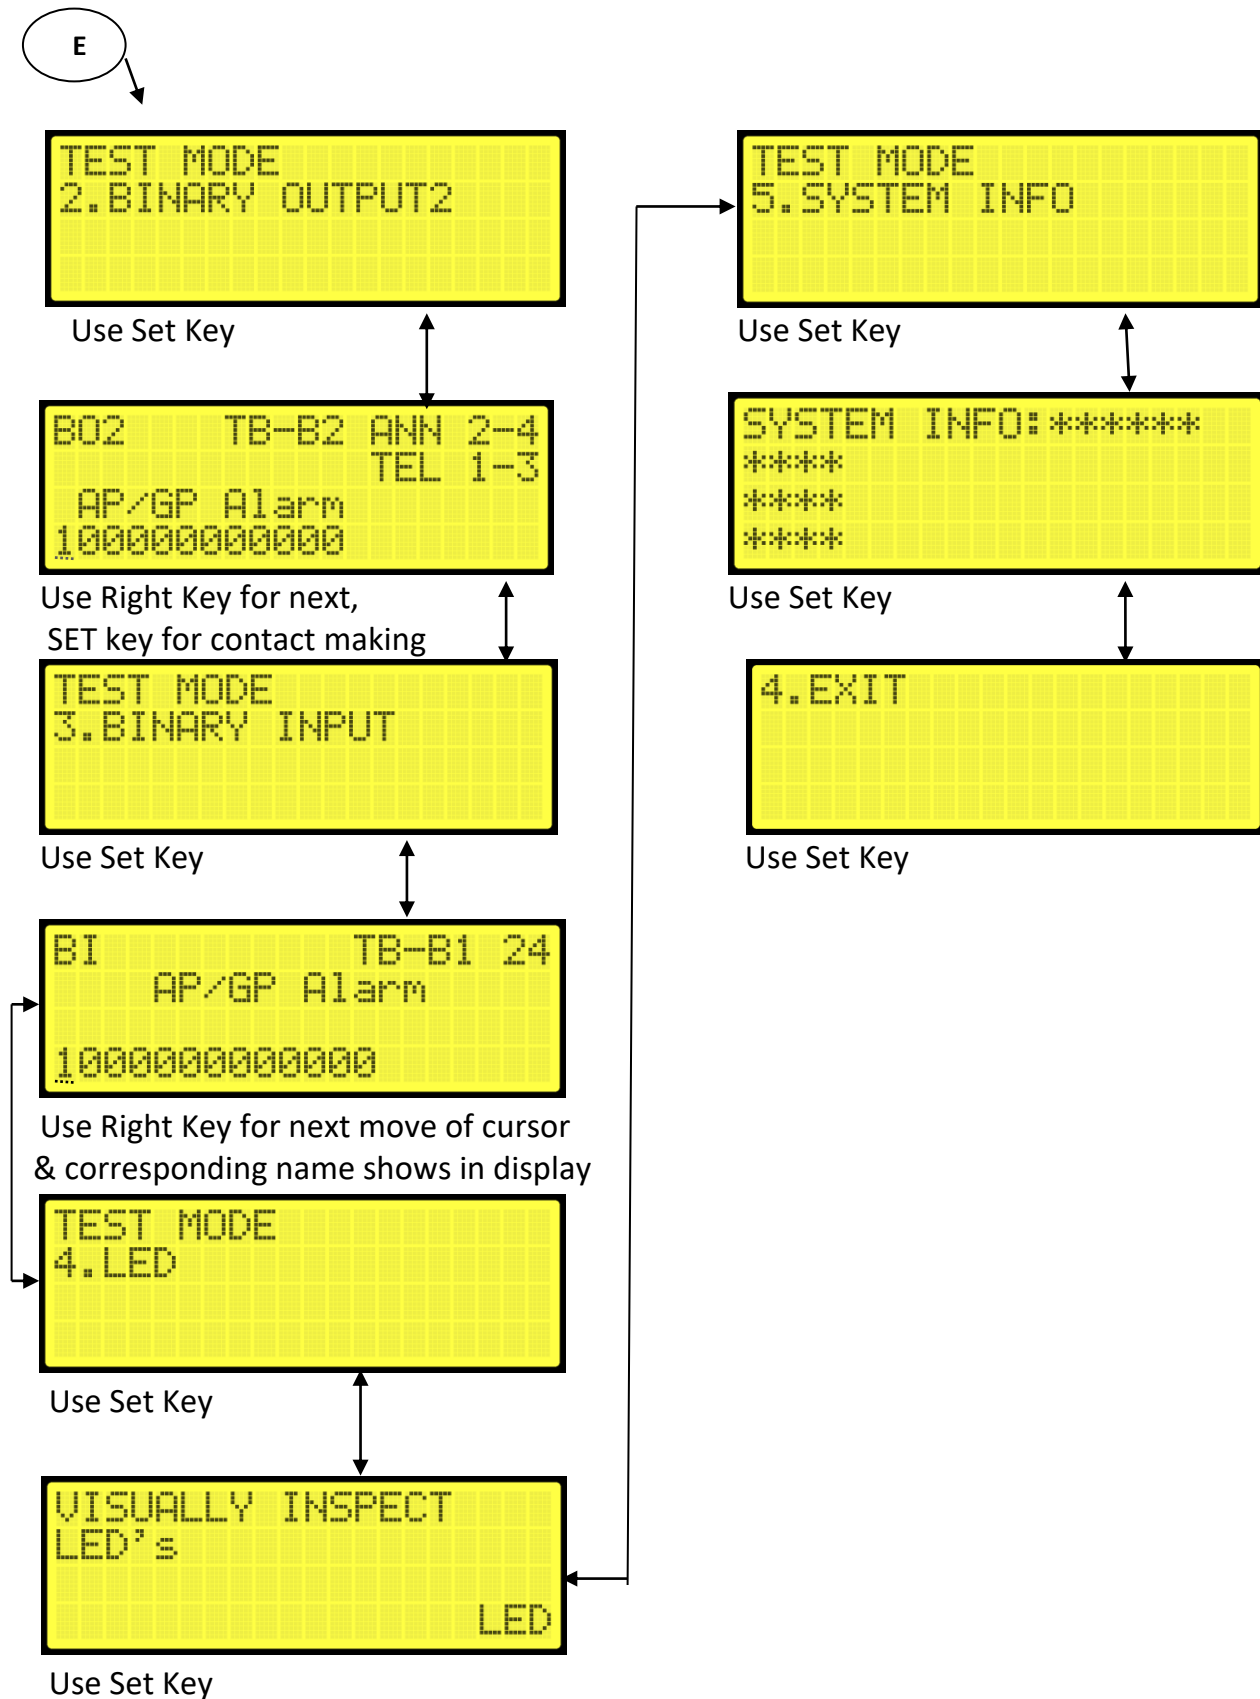 E
TEST MODE
2.BINARY OUTPUT2
Use Set Key
BO2 TB-B2 ANN 2-4
TEL 1-3
AP/GP Alarm
100000000000
Use Right Key for next,
SET key for contact making
TEST MODE
3.BINARY INPUT
Use Set Key
BI TB-B1 24
AP/GP Alarm
1000000000000
Use Right Key for next move of cursor
& corresponding name shows in display
TEST MODE
4.LED
Use Set Key
VISUALLY INSPECT
LED's
LED
Use Set Key
TEST MODE
5.SYSTEM INFO
Use Set Key
SYSTEM INFO:******
****
****
****
Use Set Key
4.EXIT
Use Set Key